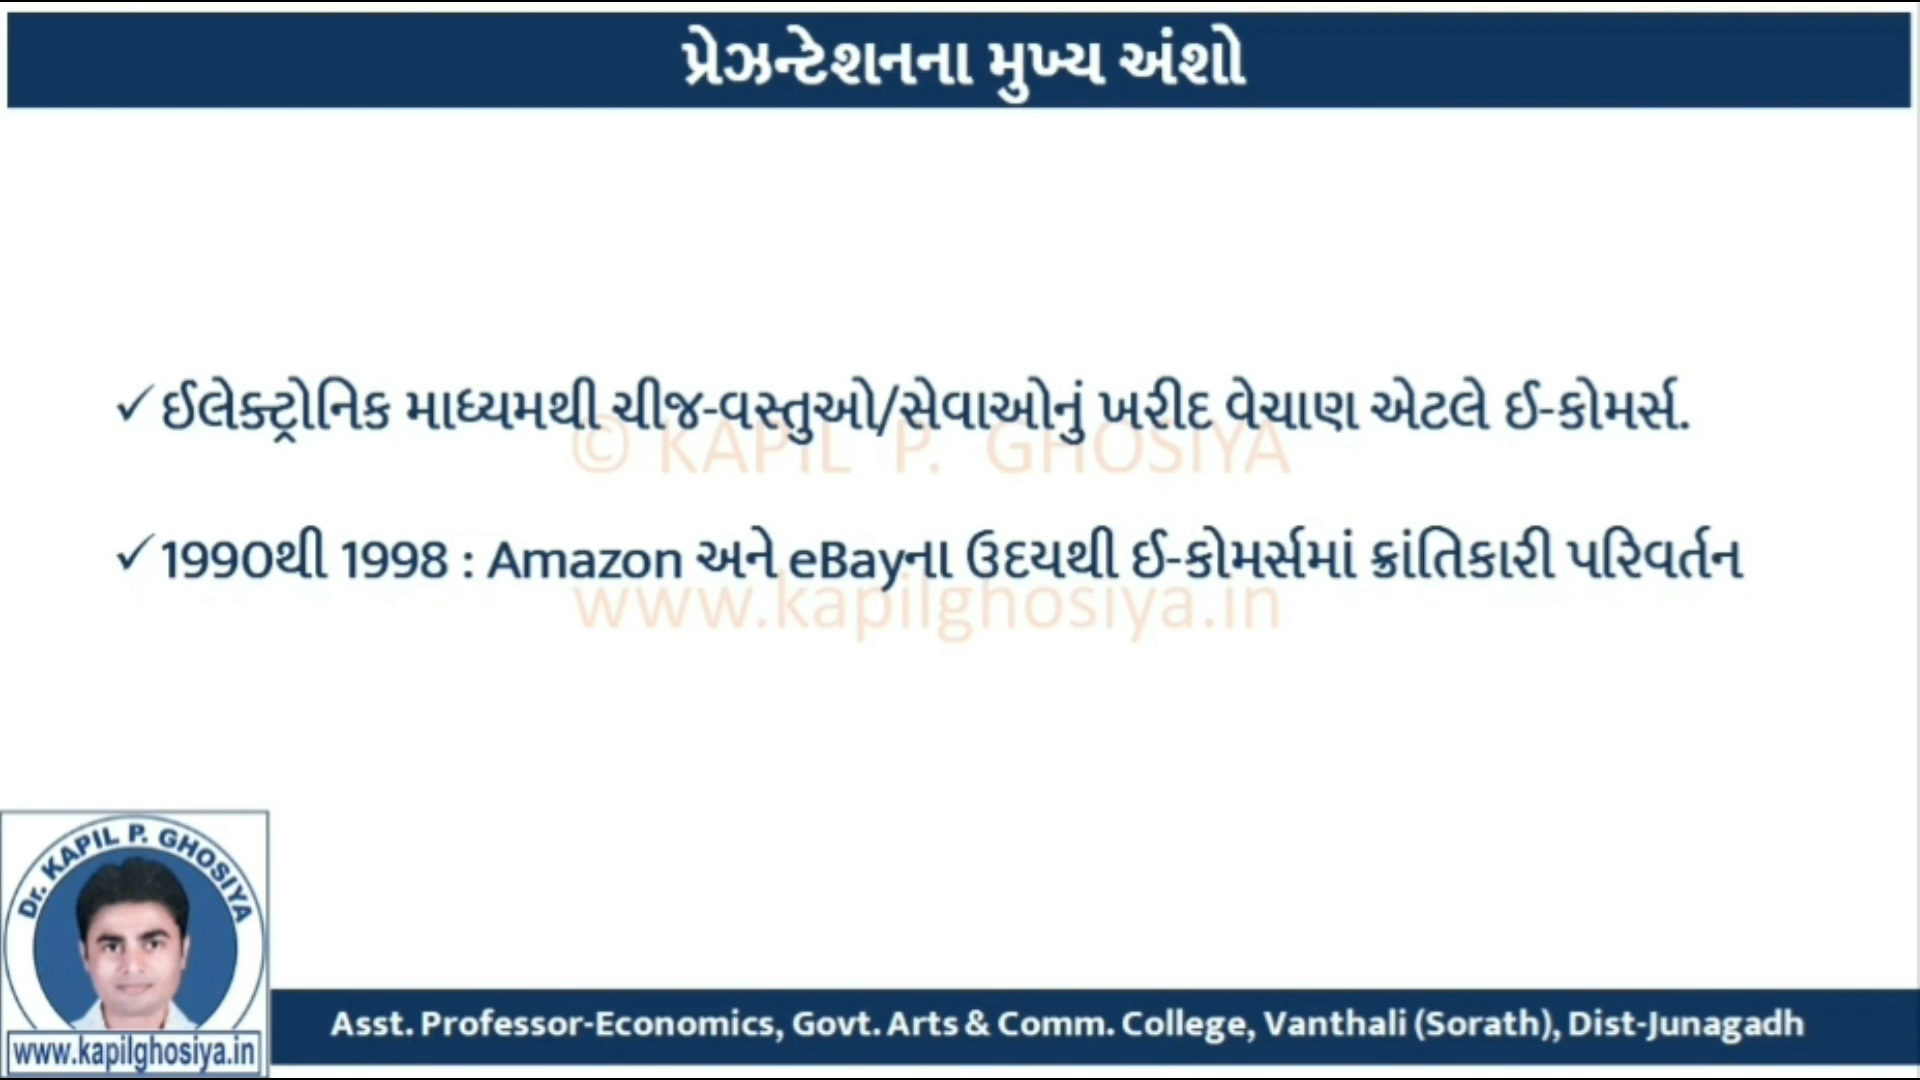 પ્રેઝન્ટેશનના મુખ્ય અંશો
✓ ઈલેક્ટ્રોનિક માધ્યમથી ચીજ-વસ્તુઓ/સેવાઓનું ખરીદ વેચાણ એટલે ઈ-કોમર્સ.
© KAPIL P. GHOSIYA
✓ 1990થી 1998 : Amazon અને eBayના ઉદયથી ઈ-કોમર્સમાં ક્રાંતિકારી પરિવર્તન
www.kapilghosiya.in
Dr. KAPIL P. GHOSIYA
www.kapilghosiya.in
Asst. Professor-Economics, Govt. Arts & Comm. College, Vanthali (Sorath), Dist-Junagadh